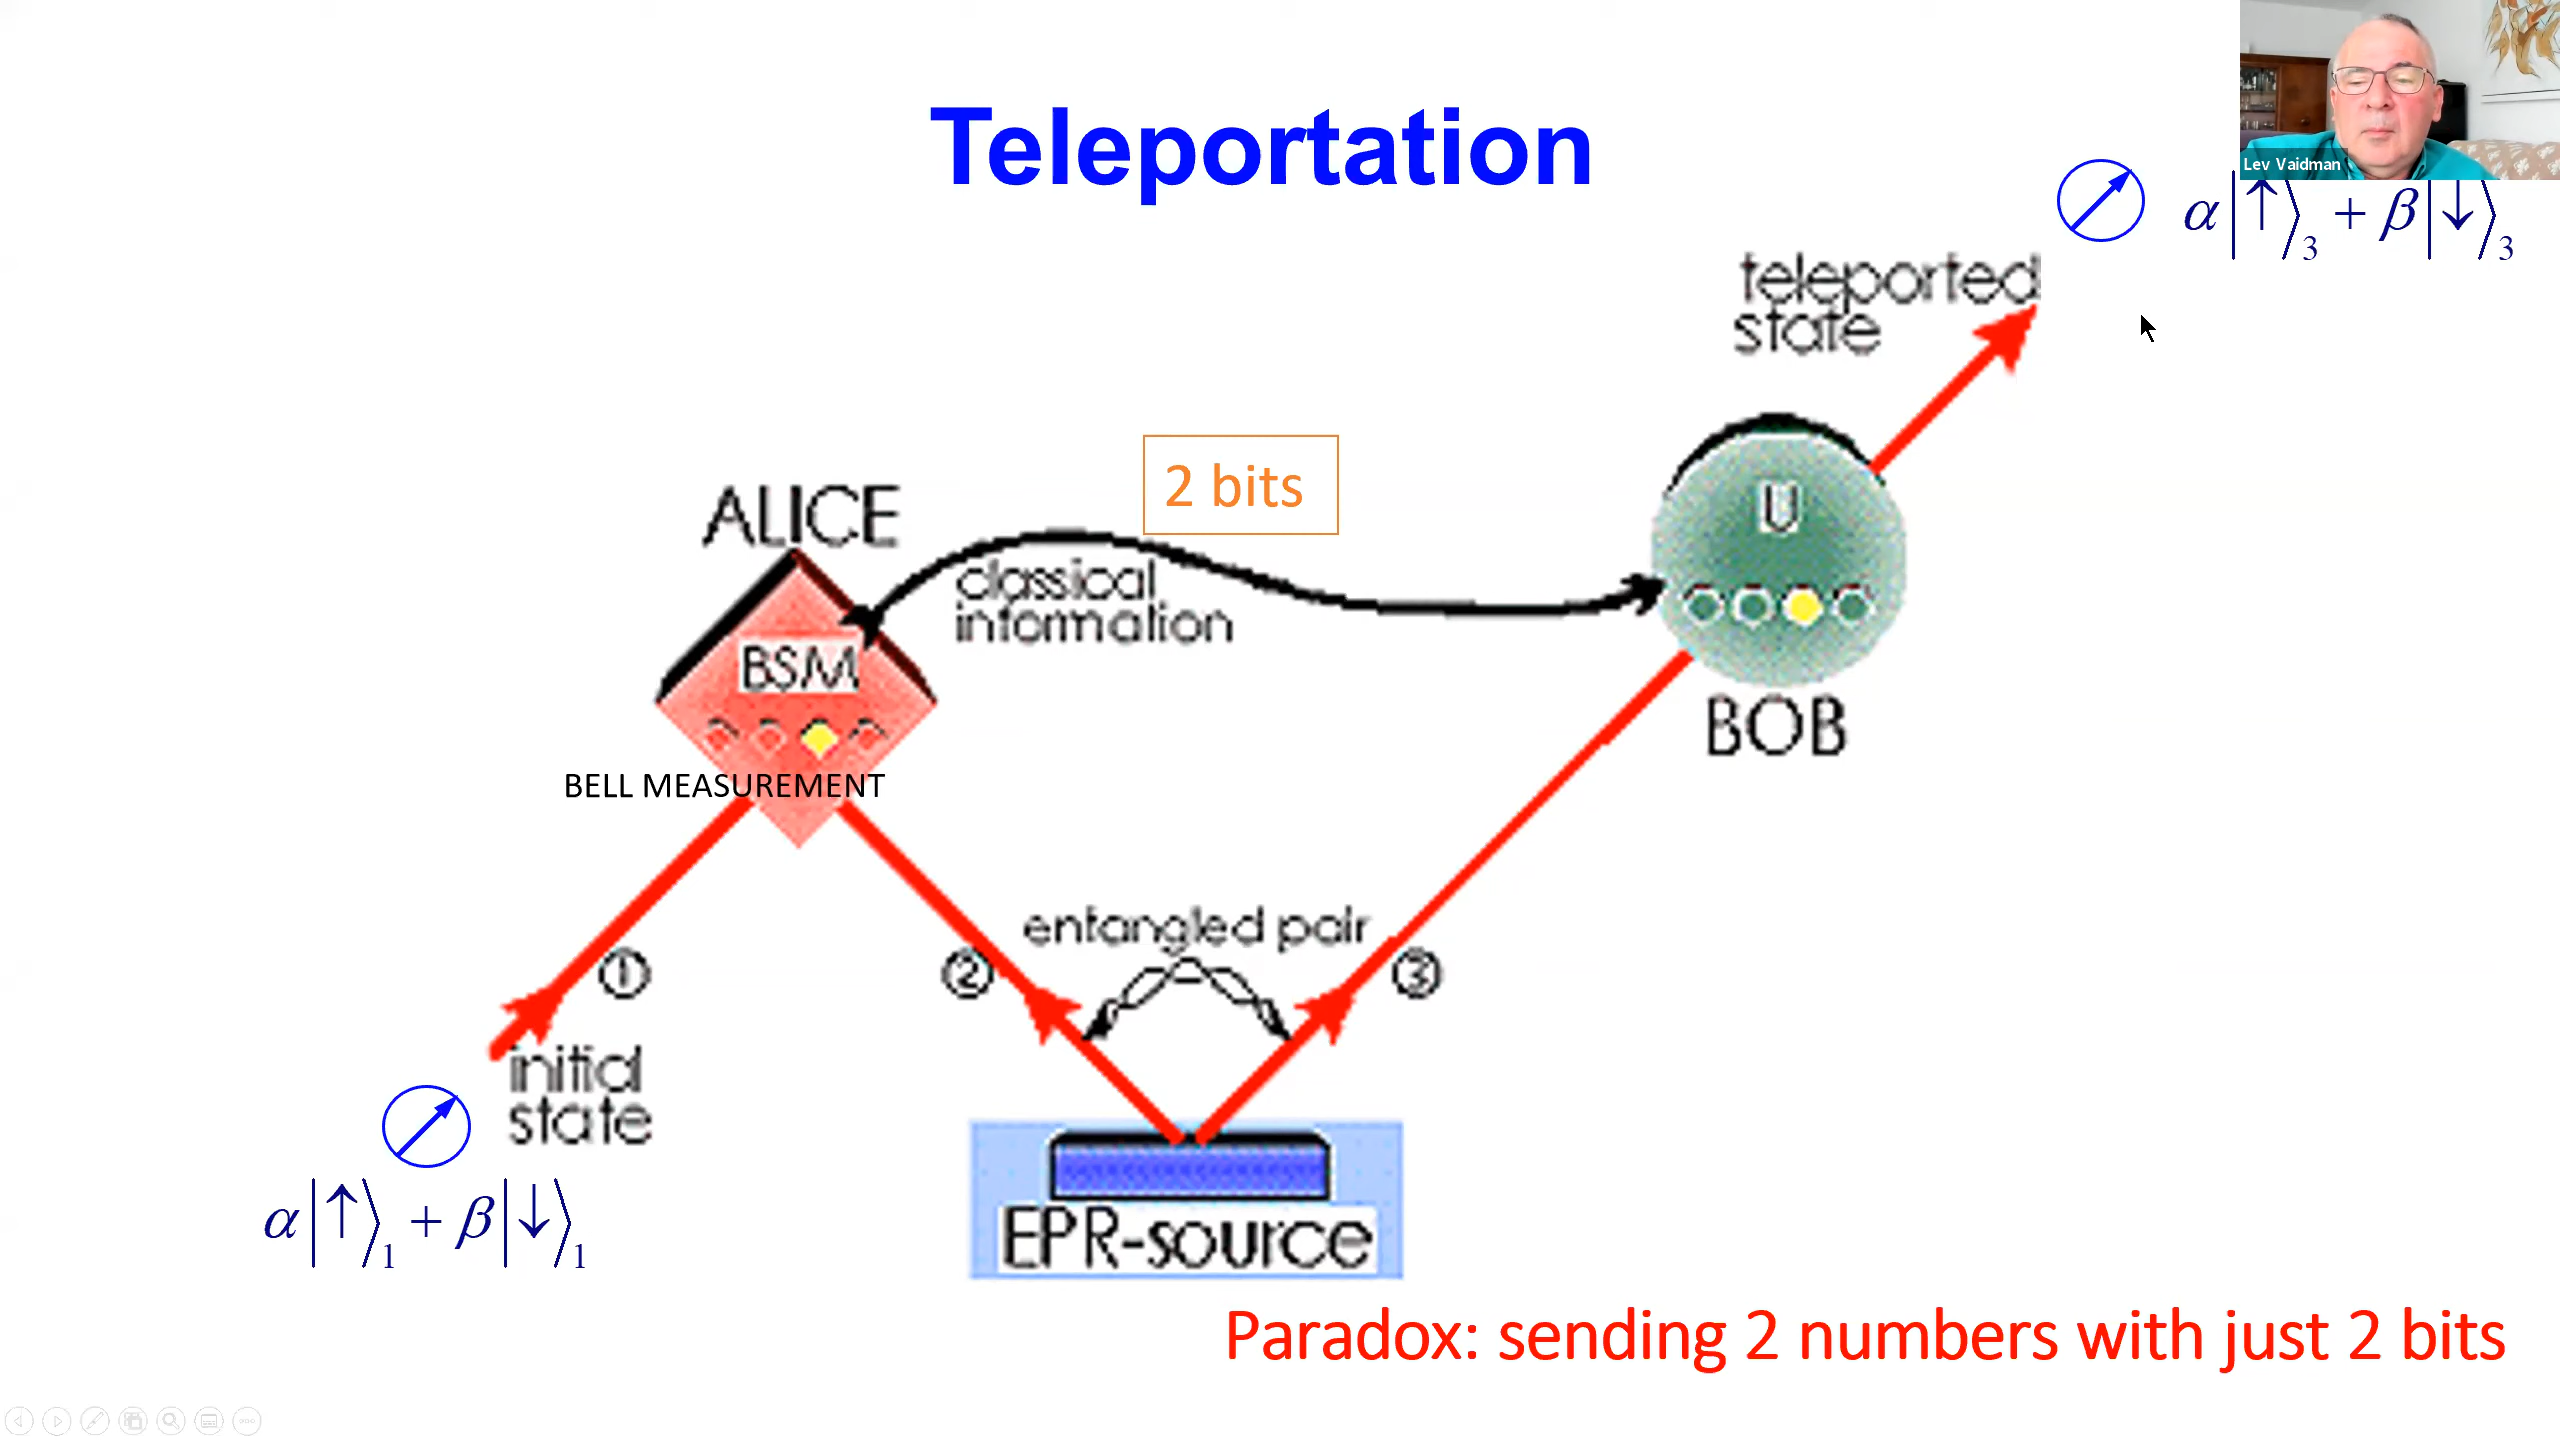 Teleportation
Lev Vaidman
α|↑⟩₃ + β|↓⟩₃
teleported
state
2 bits
ALICE
classical
information
U
BSM
BOB
BELL MEASUREMENT
entangled pair
1
2
3
initial
state
α|↑⟩₁ + β|↓⟩₁
EPR-source
Paradox: sending 2 numbers with just 2 bits